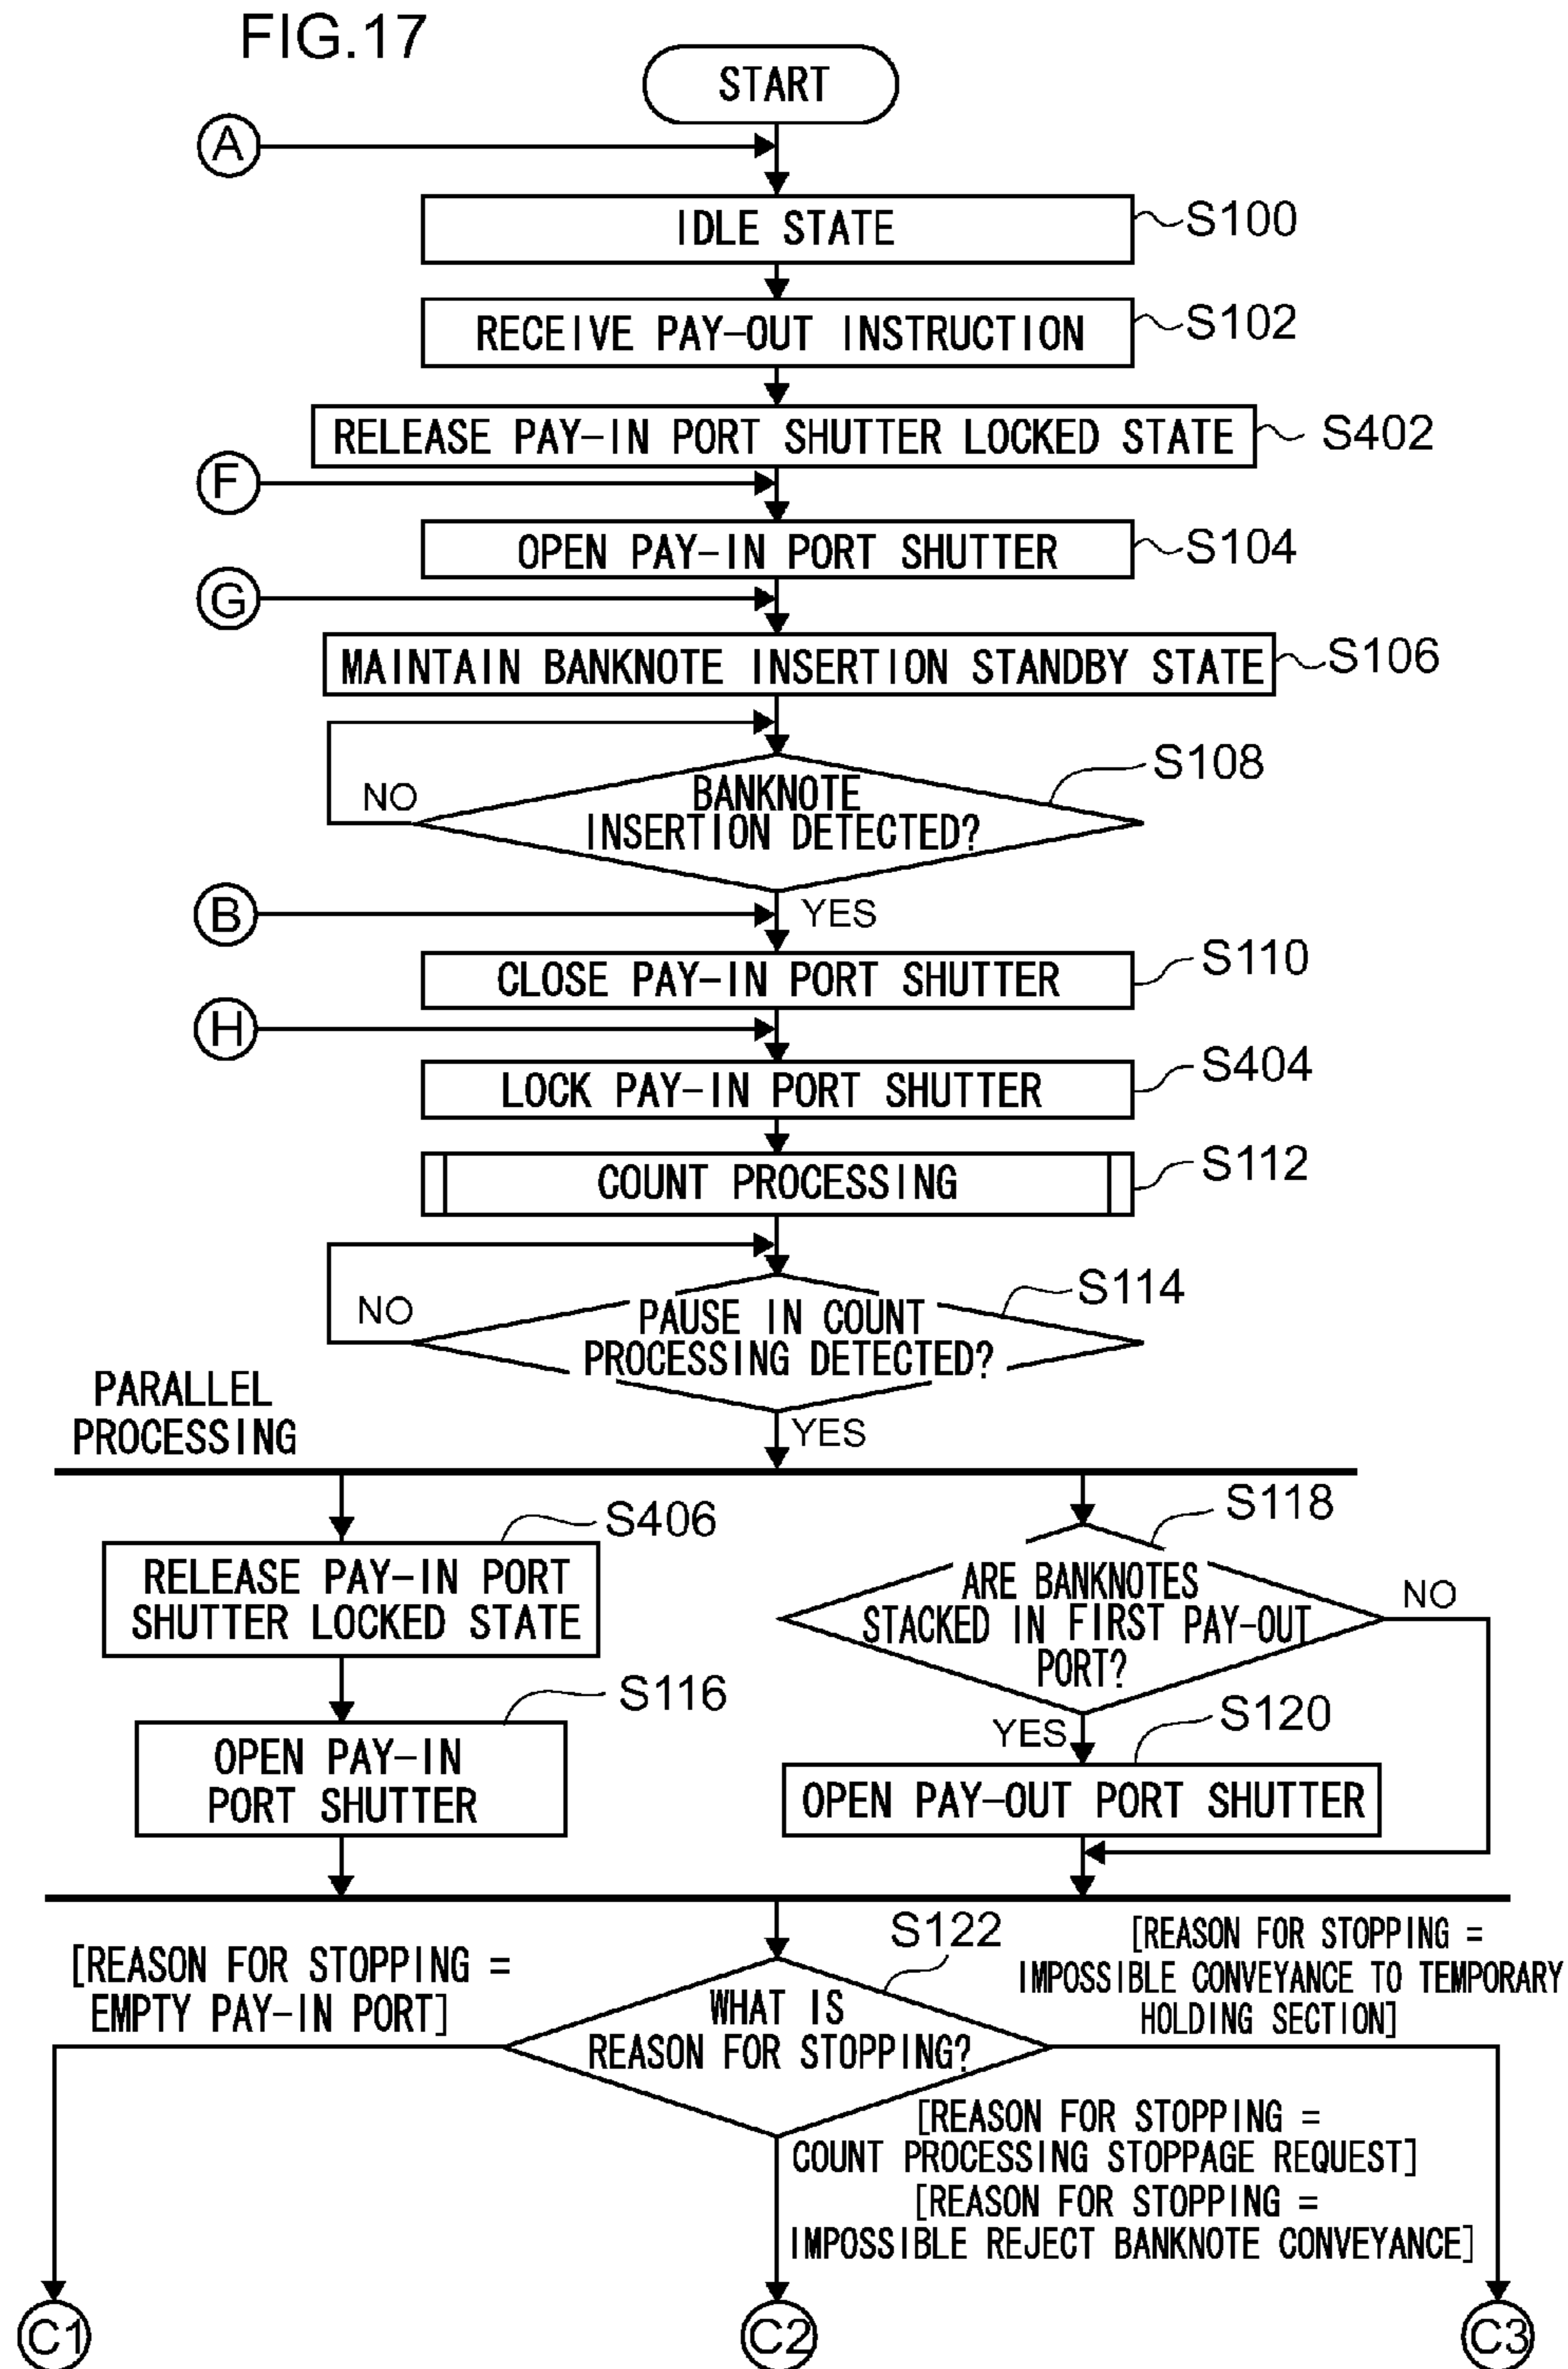 FIG.17
START
A
IDLE STATE
S100
RECEIVE PAY-OUT INSTRUCTION
S102
RELEASE PAY-IN PORT SHUTTER LOCKED STATE
S402
F
OPEN PAY-IN PORT SHUTTER
S104
G
MAINTAIN BANKNOTE INSERTION STANDBY STATE
S106
S108
NO
BANKNOTE
INSERTION DETECTED?
B
YES
CLOSE PAY-IN PORT SHUTTER
S110
H
LOCK PAY-IN PORT SHUTTER
S404
COUNT PROCESSING
S112
S114
NO
PAUSE IN COUNT
PROCESSING DETECTED?
PARALLEL
PROCESSING
YES
S406
RELEASE PAY-IN PORT
SHUTTER LOCKED STATE
S118
ARE BANKNOTES
STACKED IN FIRST PAY-OUT
PORT?
NO
S116
OPEN PAY-IN
PORT SHUTTER
YES
S120
OPEN PAY-OUT PORT SHUTTER
S122
[REASON FOR STOPPING =
EMPTY PAY-IN PORT]
WHAT IS
REASON FOR STOPPING?
[REASON FOR STOPPING =
IMPOSSIBLE CONVEYANCE TO TEMPORARY
HOLDING SECTION]
[REASON FOR STOPPING =
COUNT PROCESSING STOPPAGE REQUEST]
[REASON FOR STOPPING =
IMPOSSIBLE REJECT BANKNOTE CONVEYANCE]
C1
C2
C3